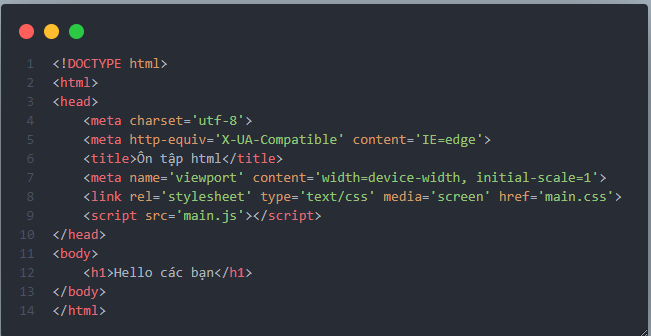 1 <!DOCTYPE html>
2 <html>
3 <head>
4     <meta charset='utf-8'>
5     <meta http-equiv='X-UA-Compatible' content='IE=edge'>
6     <title>Ôn tập html</title>
7     <meta name='viewport' content='width=device-width, initial-scale=1'>
8     <link rel='stylesheet' type='text/css' media='screen' href='main.css'>
9     <script src='main.js'></script>
10 </head>
11 <body>
12     <h1>Hello các bạn</h1>
13 </body>
14 </html>